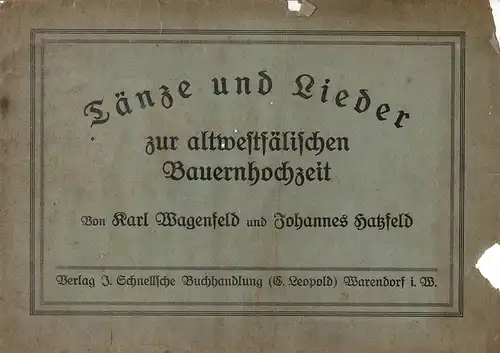 Tänze und Lieder
zur altwestfälischen
Bauernhochzeit
Von Karl Wagenfeld und Johannes Hatzfeld
Verlag J. Schnellsche Buchhandlung (C. Leopold) Warendorf i. W.